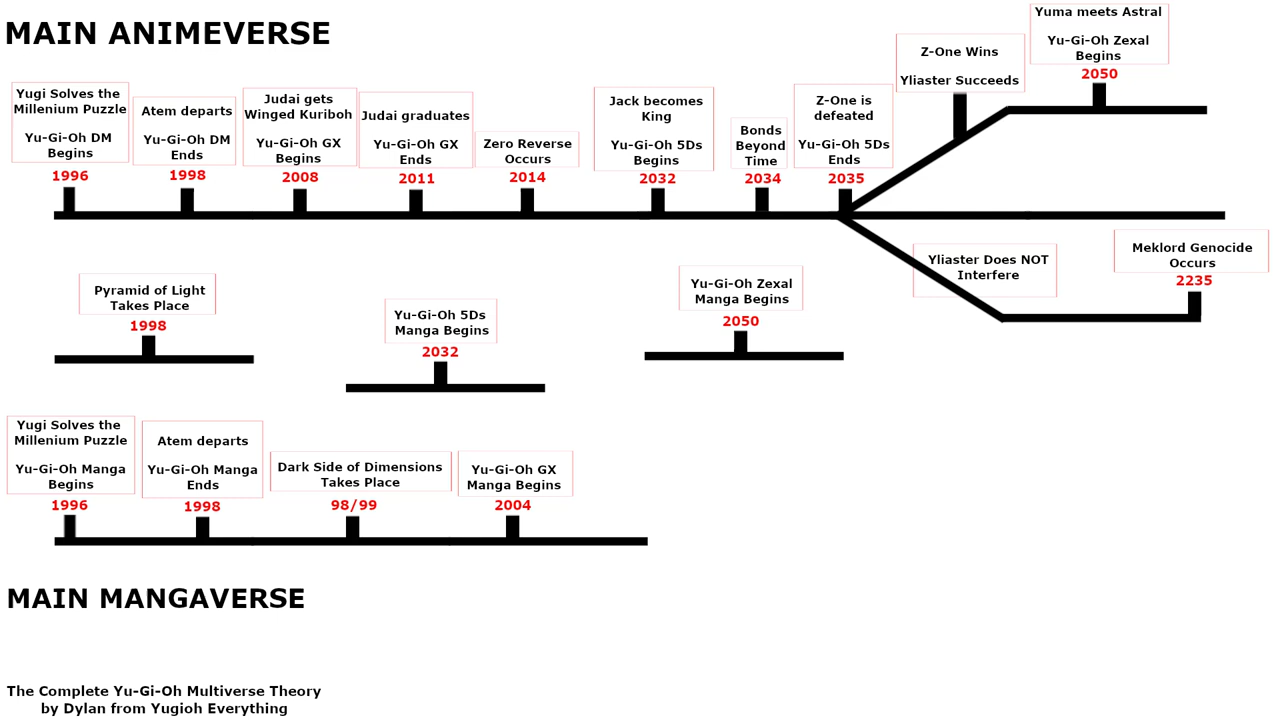 MAIN ANIMEVERSE
Yugi Solves the
Millenium Puzzle
Yu-Gi-Oh DM
Begins
1996
Atem departs
Yu-Gi-Oh DM
Ends
1998
Judai gets
Winged Kuriboh
Yu-Gi-Oh GX
Begins
2008
Judai graduates
Yu-Gi-Oh GX
Ends
2011
Zero Reverse
Occurs
2014
Jack becomes
King
Yu-Gi-Oh 5Ds
Begins
2032
Bonds
Beyond
Time
2034
Z-One is
defeated
Yu-Gi-Oh 5Ds
Ends
2035
Z-One Wins
Yliaster Succeeds
Yuma meets Astral
Yu-Gi-Oh Zexal
Begins
2050
Yliaster Does NOT
Interfere
Meklord Genocide
Occurs
2235
Pyramid of Light
Takes Place
1998
Yu-Gi-Oh 5Ds
Manga Begins
2032
Yu-Gi-Oh Zexal
Manga Begins
2050
Yugi Solves the
Millenium Puzzle
Yu-Gi-Oh Manga
Begins
1996
Atem departs
Yu-Gi-Oh Manga
Ends
1998
Dark Side of Dimensions
Takes Place
98/99
Yu-Gi-Oh GX
Manga Begins
2004
MAIN MANGAVERSE
The Complete Yu-Gi-Oh Multiverse Theory
by Dylan from Yugioh Everything